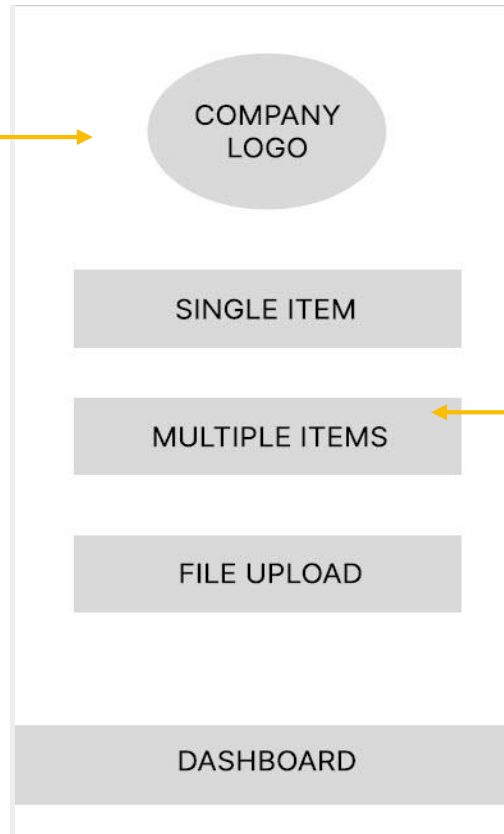 COMPANY
LOGO
SINGLE ITEM
MULTIPLE ITEMS
FILE UPLOAD
DASHBOARD